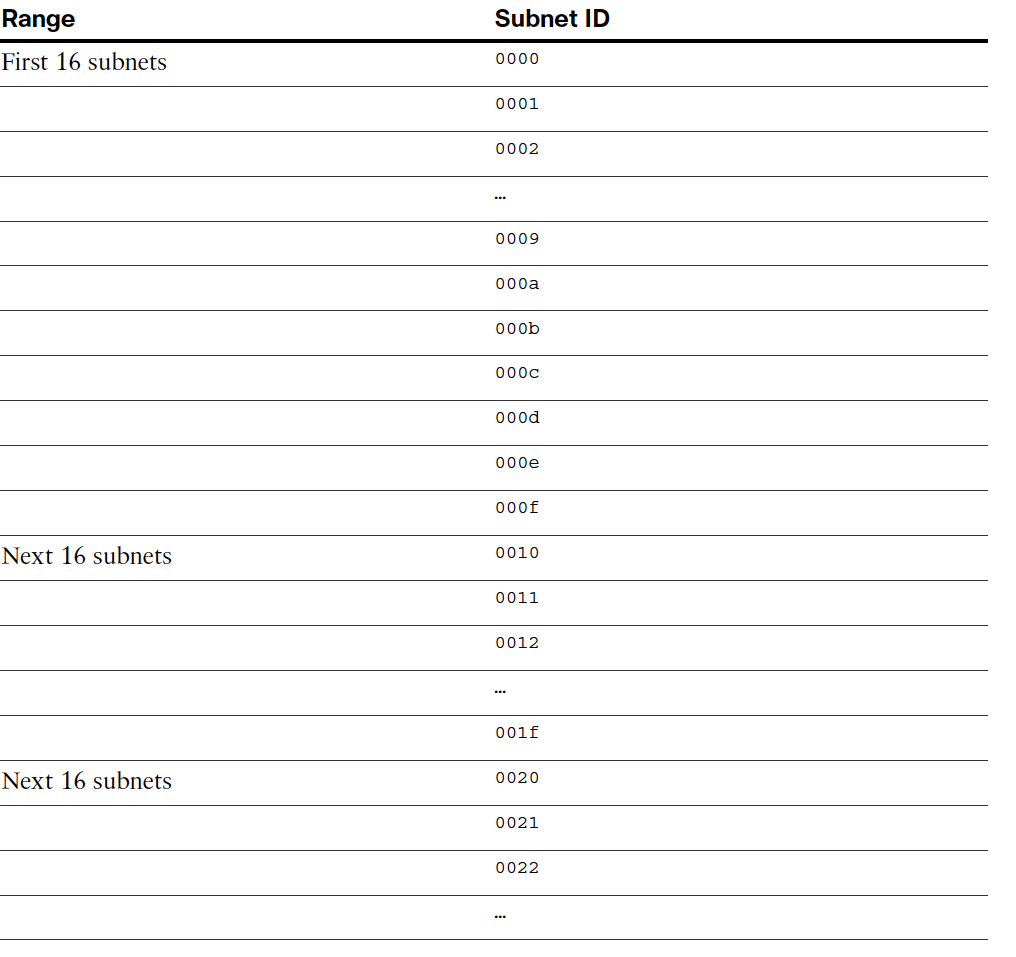 Range Subnet ID
First 16 subnets 0000
0001
0002
…
0009
000a
000b
000c
000d
000e
000f
Next 16 subnets 0010
0011
0012
…
001f
Next 16 subnets 0020
0021
0022
…